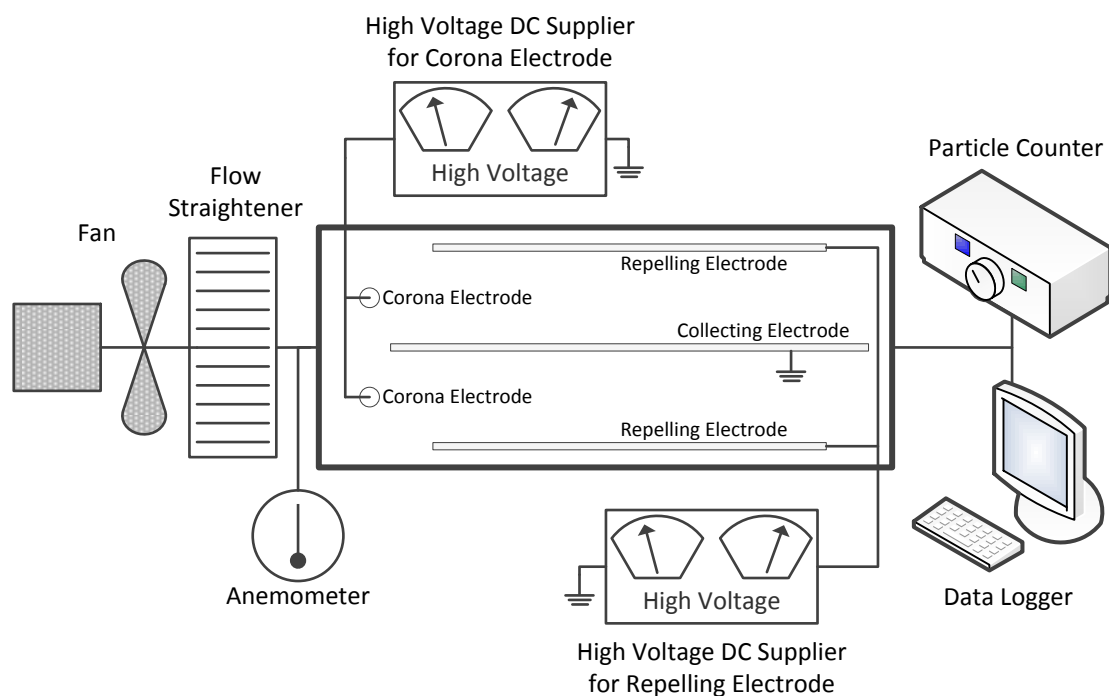 High Voltage DC Supplier
for Corona Electrode
High Voltage
Particle Counter
Flow
Straightener
Fan
Repelling Electrode
Corona Electrode
Collecting Electrode
Corona Electrode
Repelling Electrode
Anemometer
High Voltage
Data Logger
High Voltage DC Supplier
for Repelling Electrode